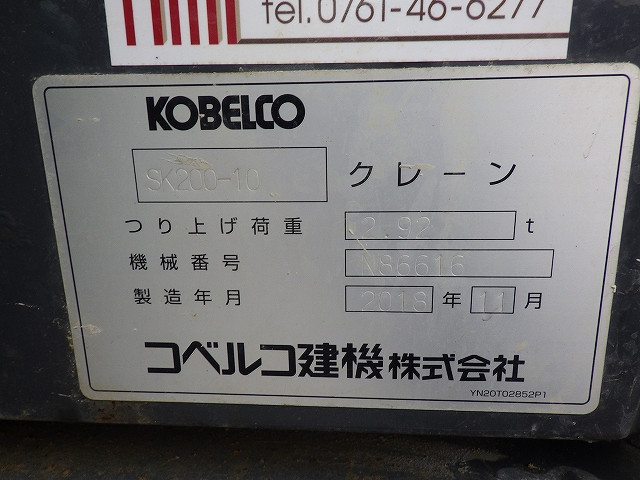 tel.0761-46-6277
KOBELCO
SK200-10 クレーン
つり上げ荷重 2.92 t
機械番号 N86616
製造年月 2018 年 11 月
コベルコ建機株式会社
YN20T02852P1